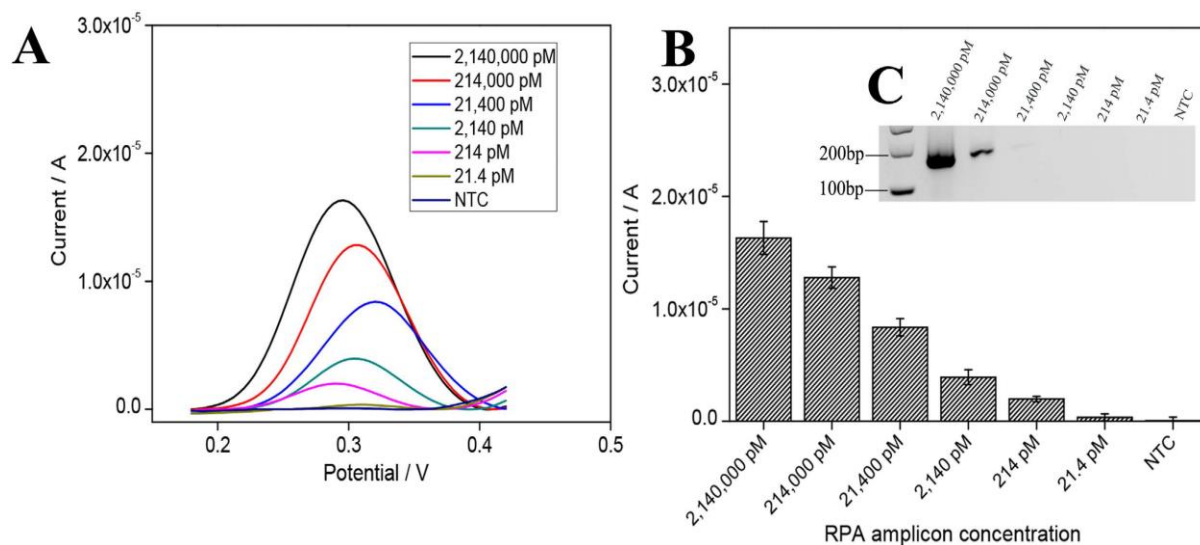 A
3.0x10-5
2.0x10-5
1.0x10-5
0.0
Current / A
0.2
0.3
0.4
0.5
Potential / V
2,140,000 pM
214,000 pM
21,400 pM
2,140 pM
214 pM
21.4 pM
NTC
B
3.0x10-5
2.0x10-5
1.0x10-5
0.0
Current / A
2,140,000 pM
214,000 pM
21,400 pM
2,140 pM
214 pM
21.4 pM
NTC
RPA amplicon concentration
C
2,140,000 pM
214,000 pM
21,400 pM
2,140 pM
214 pM
21.4 pM
NTC
200bp
100bp